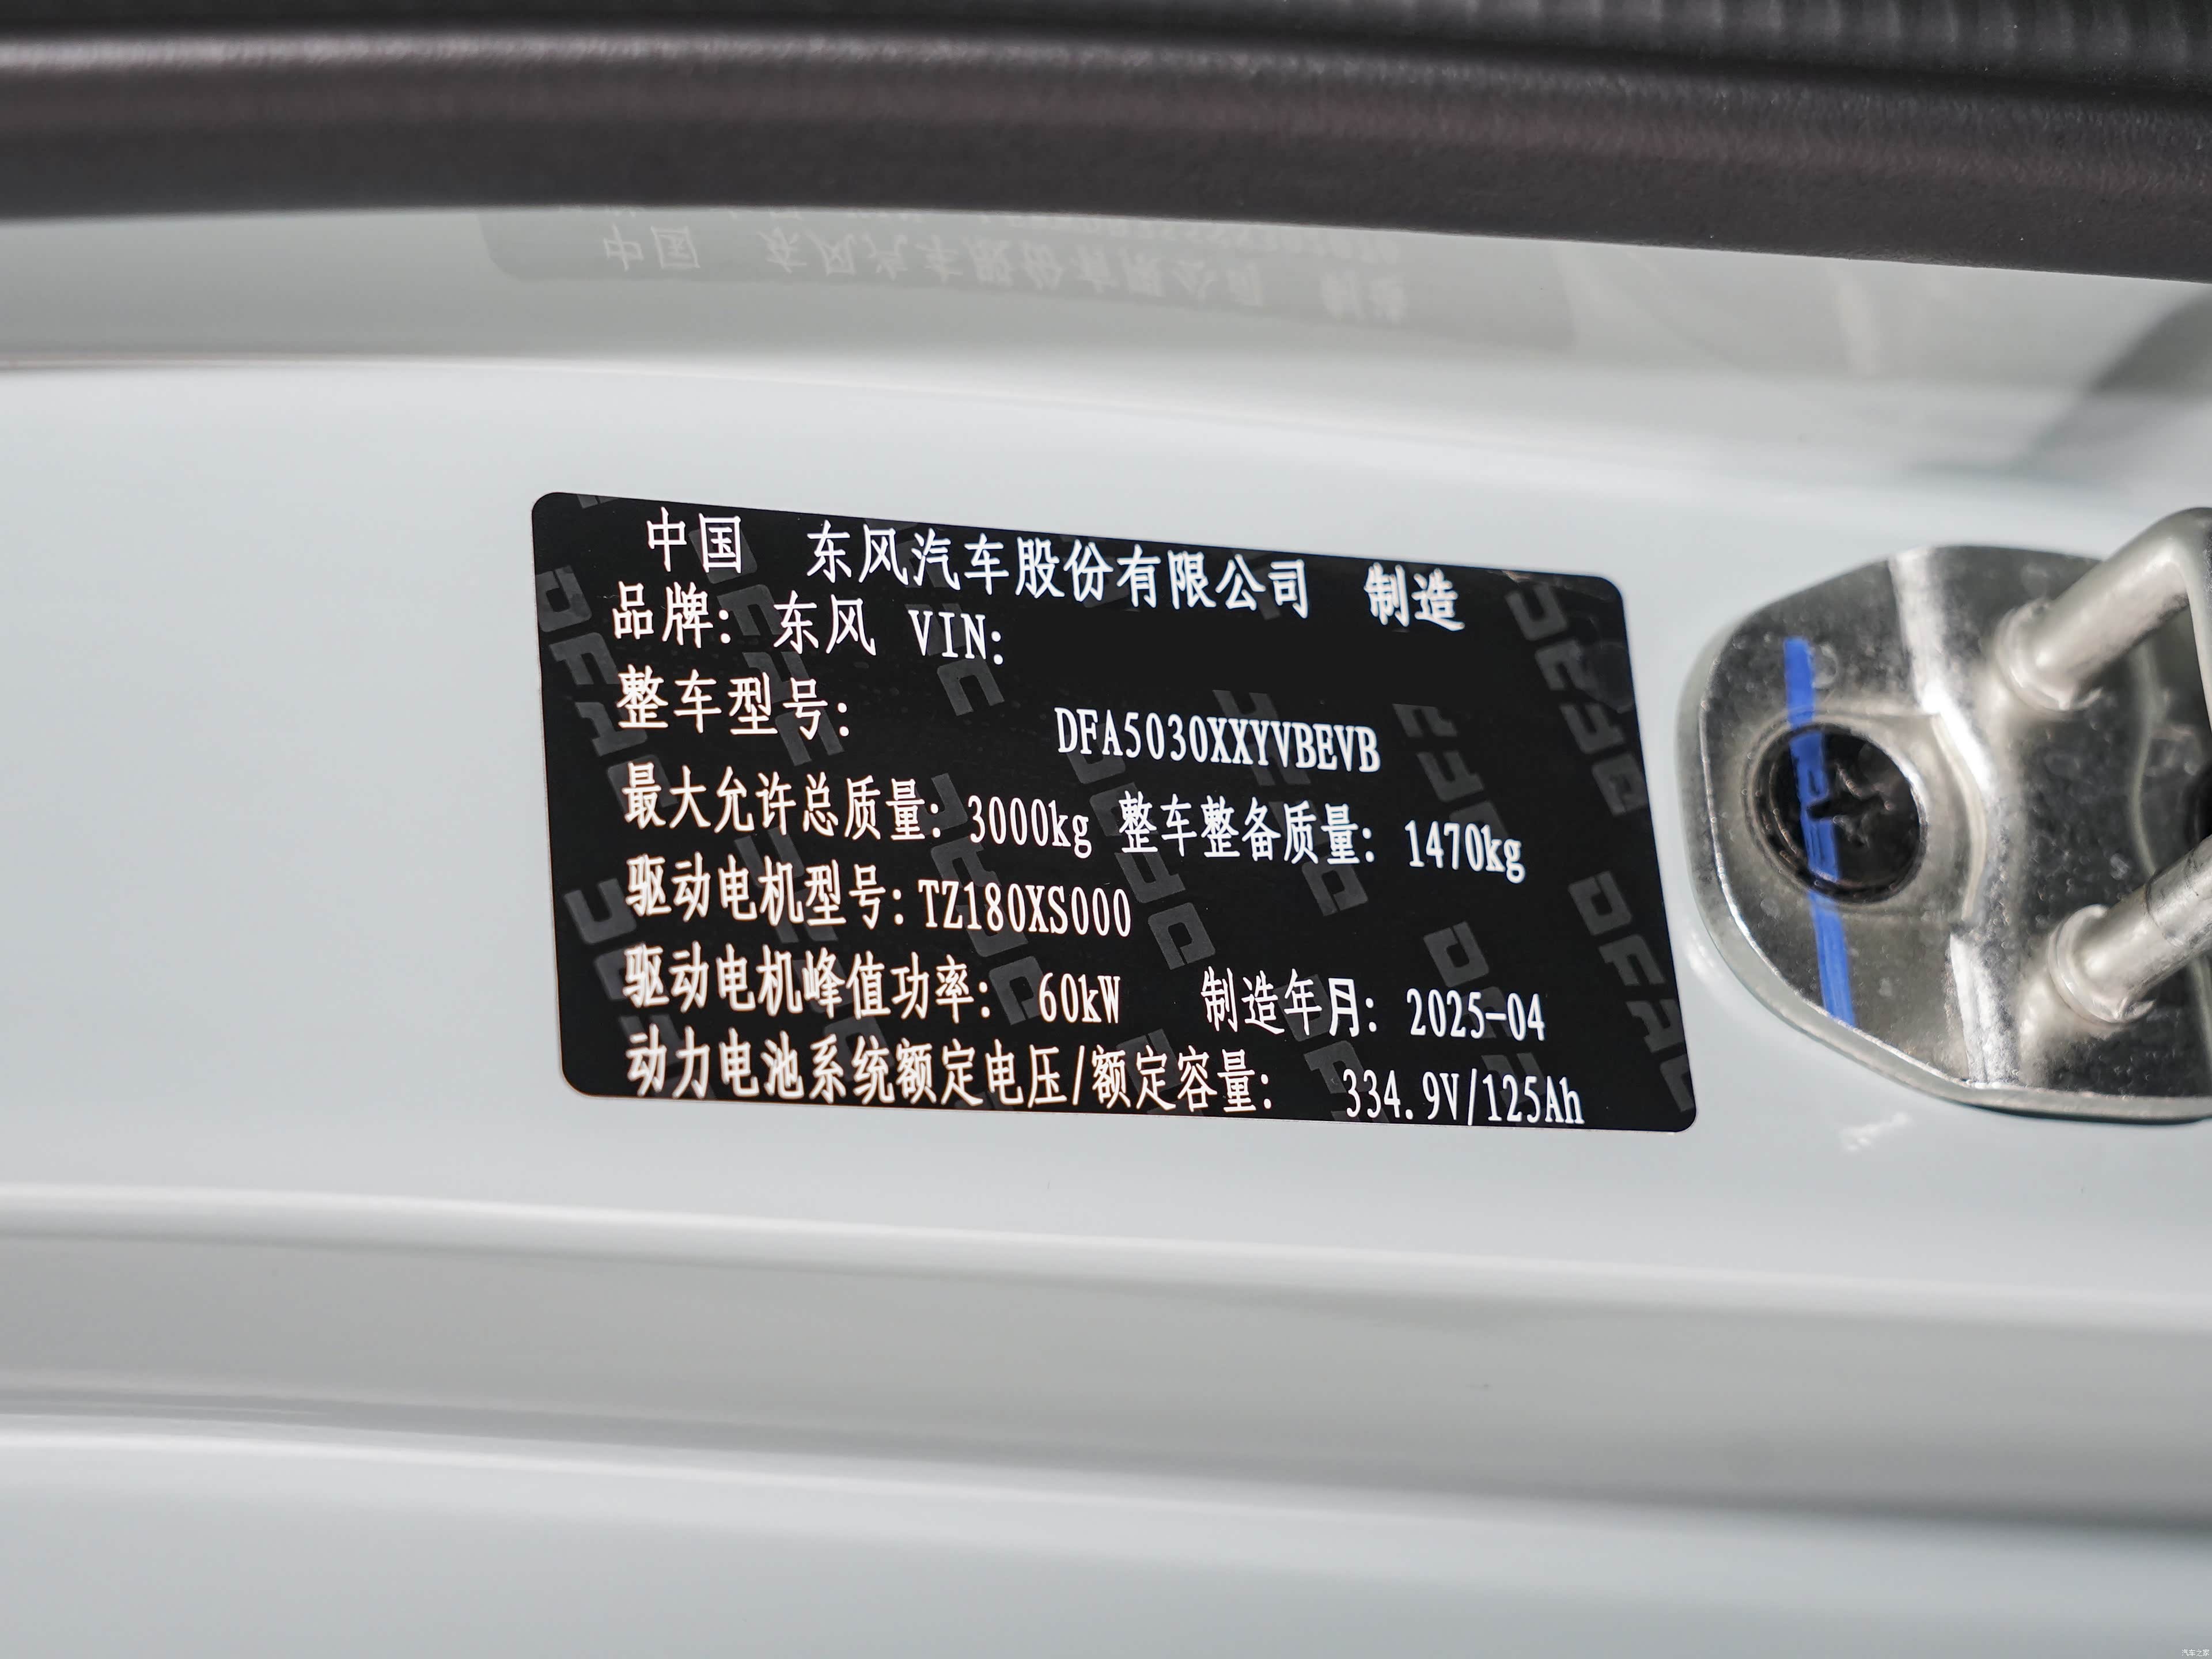 中国 东风汽车股份有限公司 制造
品牌: 东风 VIN:
整车型号: DFA5030XXYVBEVB
最大允许总质量: 3000kg 整车整备质量: 1470kg
驱动电机型号: TZ180XS000
驱动电机峰值功率: 60kW 制造年月: 2025-04
动力电池系统额定电压/额定容量: 334.9V/125Ah
汽车之家